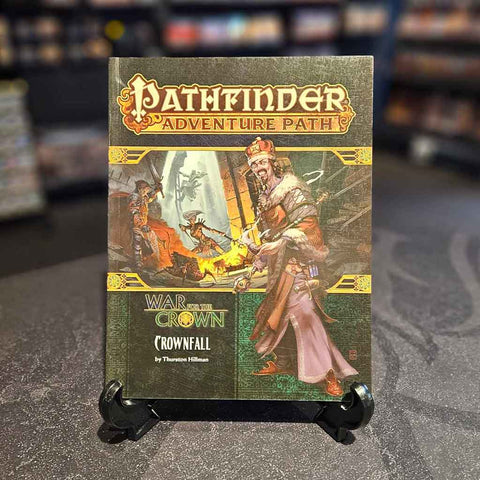 PATHFINDER
ADVENTURE PATH
WAR FOR THE
CROWN
CROWNFALL
by Thurston Hillman